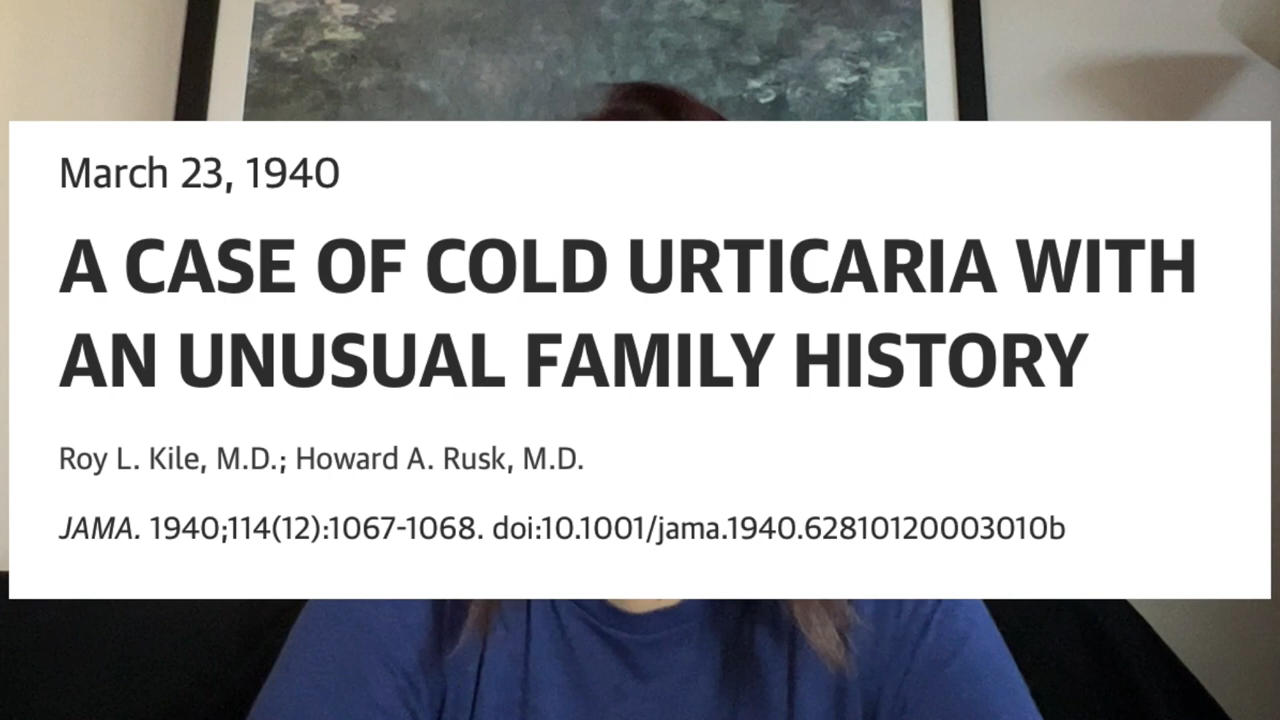 March 23, 1940
A CASE OF COLD URTICARIA WITH
AN UNUSUAL FAMILY HISTORY
Roy L. Kile, M.D.; Howard A. Rusk, M.D.
JAMA. 1940;114(12):1067-1068. doi:10.1001/jama.1940.62810120003010b